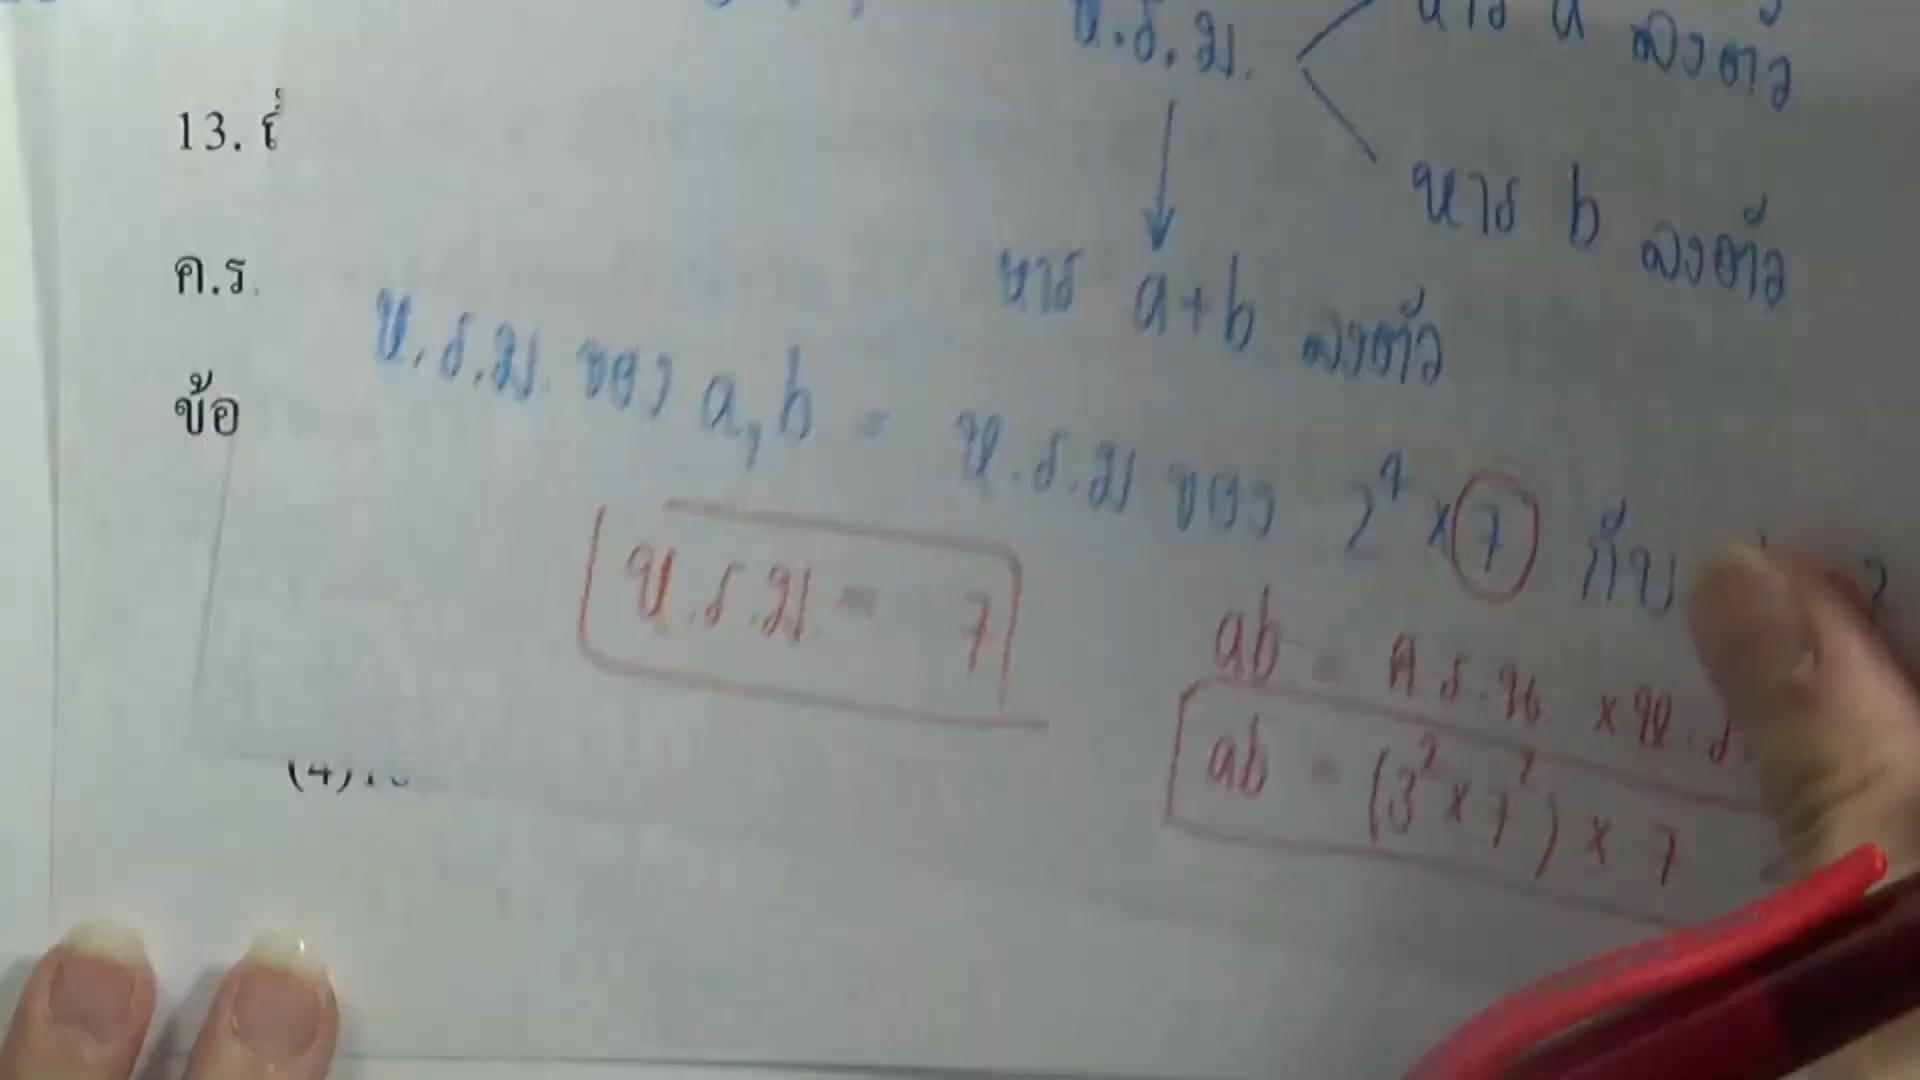 ห.ร.ม. หาร a ลงตัว
13. ถ้
หาร b ลงตัว
ค.ร.
หาร a+b ลงตัว
ข้อ
ห.ร.ม. ของ a,b = ห.ร.ม ของ 2⁴ × 7 กับ
ห.ร.ม. = 7
ab = ค.ร.น. × ห.ร.
ab = (3² × 7²) × 7
(4)